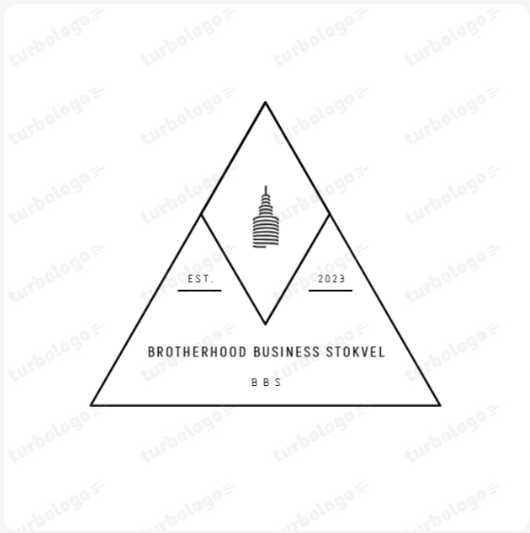 EST. 2023
BROTHERHOOD BUSINESS STOKVEL
BBS
turbologo